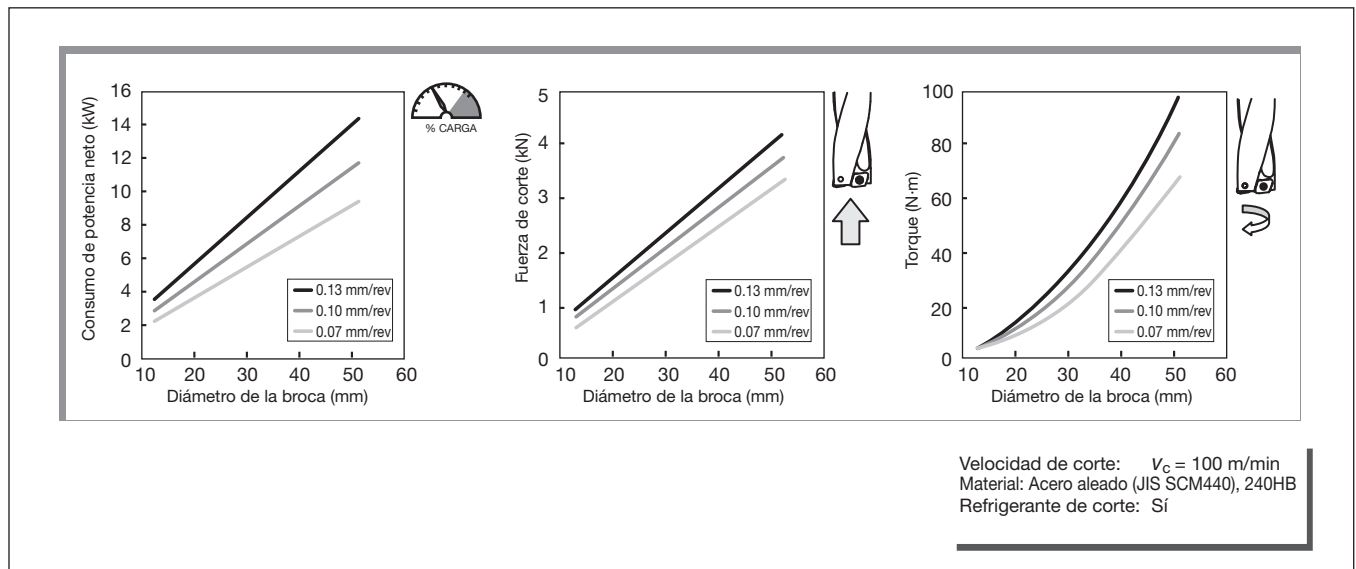 Consumo de potencia neto (kW)
16
14
12
10
8
6
4
2
0
10 20 30 40 50 60
Diámetro de la broca (mm)
0.13 mm/rev
0.10 mm/rev
0.07 mm/rev
% CARGA
Fuerza de corte (kN)
5
4
3
2
1
0
10 20 30 40 50 60
Diámetro de la broca (mm)
0.13 mm/rev
0.10 mm/rev
0.07 mm/rev
Torque (N·m)
100
80
60
40
20
0
10 20 30 40 50 60
Diámetro de la broca (mm)
0.13 mm/rev
0.10 mm/rev
0.07 mm/rev
Velocidad de corte: vc = 100 m/min
Material: Acero aleado (JIS SCM440), 240HB
Refrigerante de corte: Sí